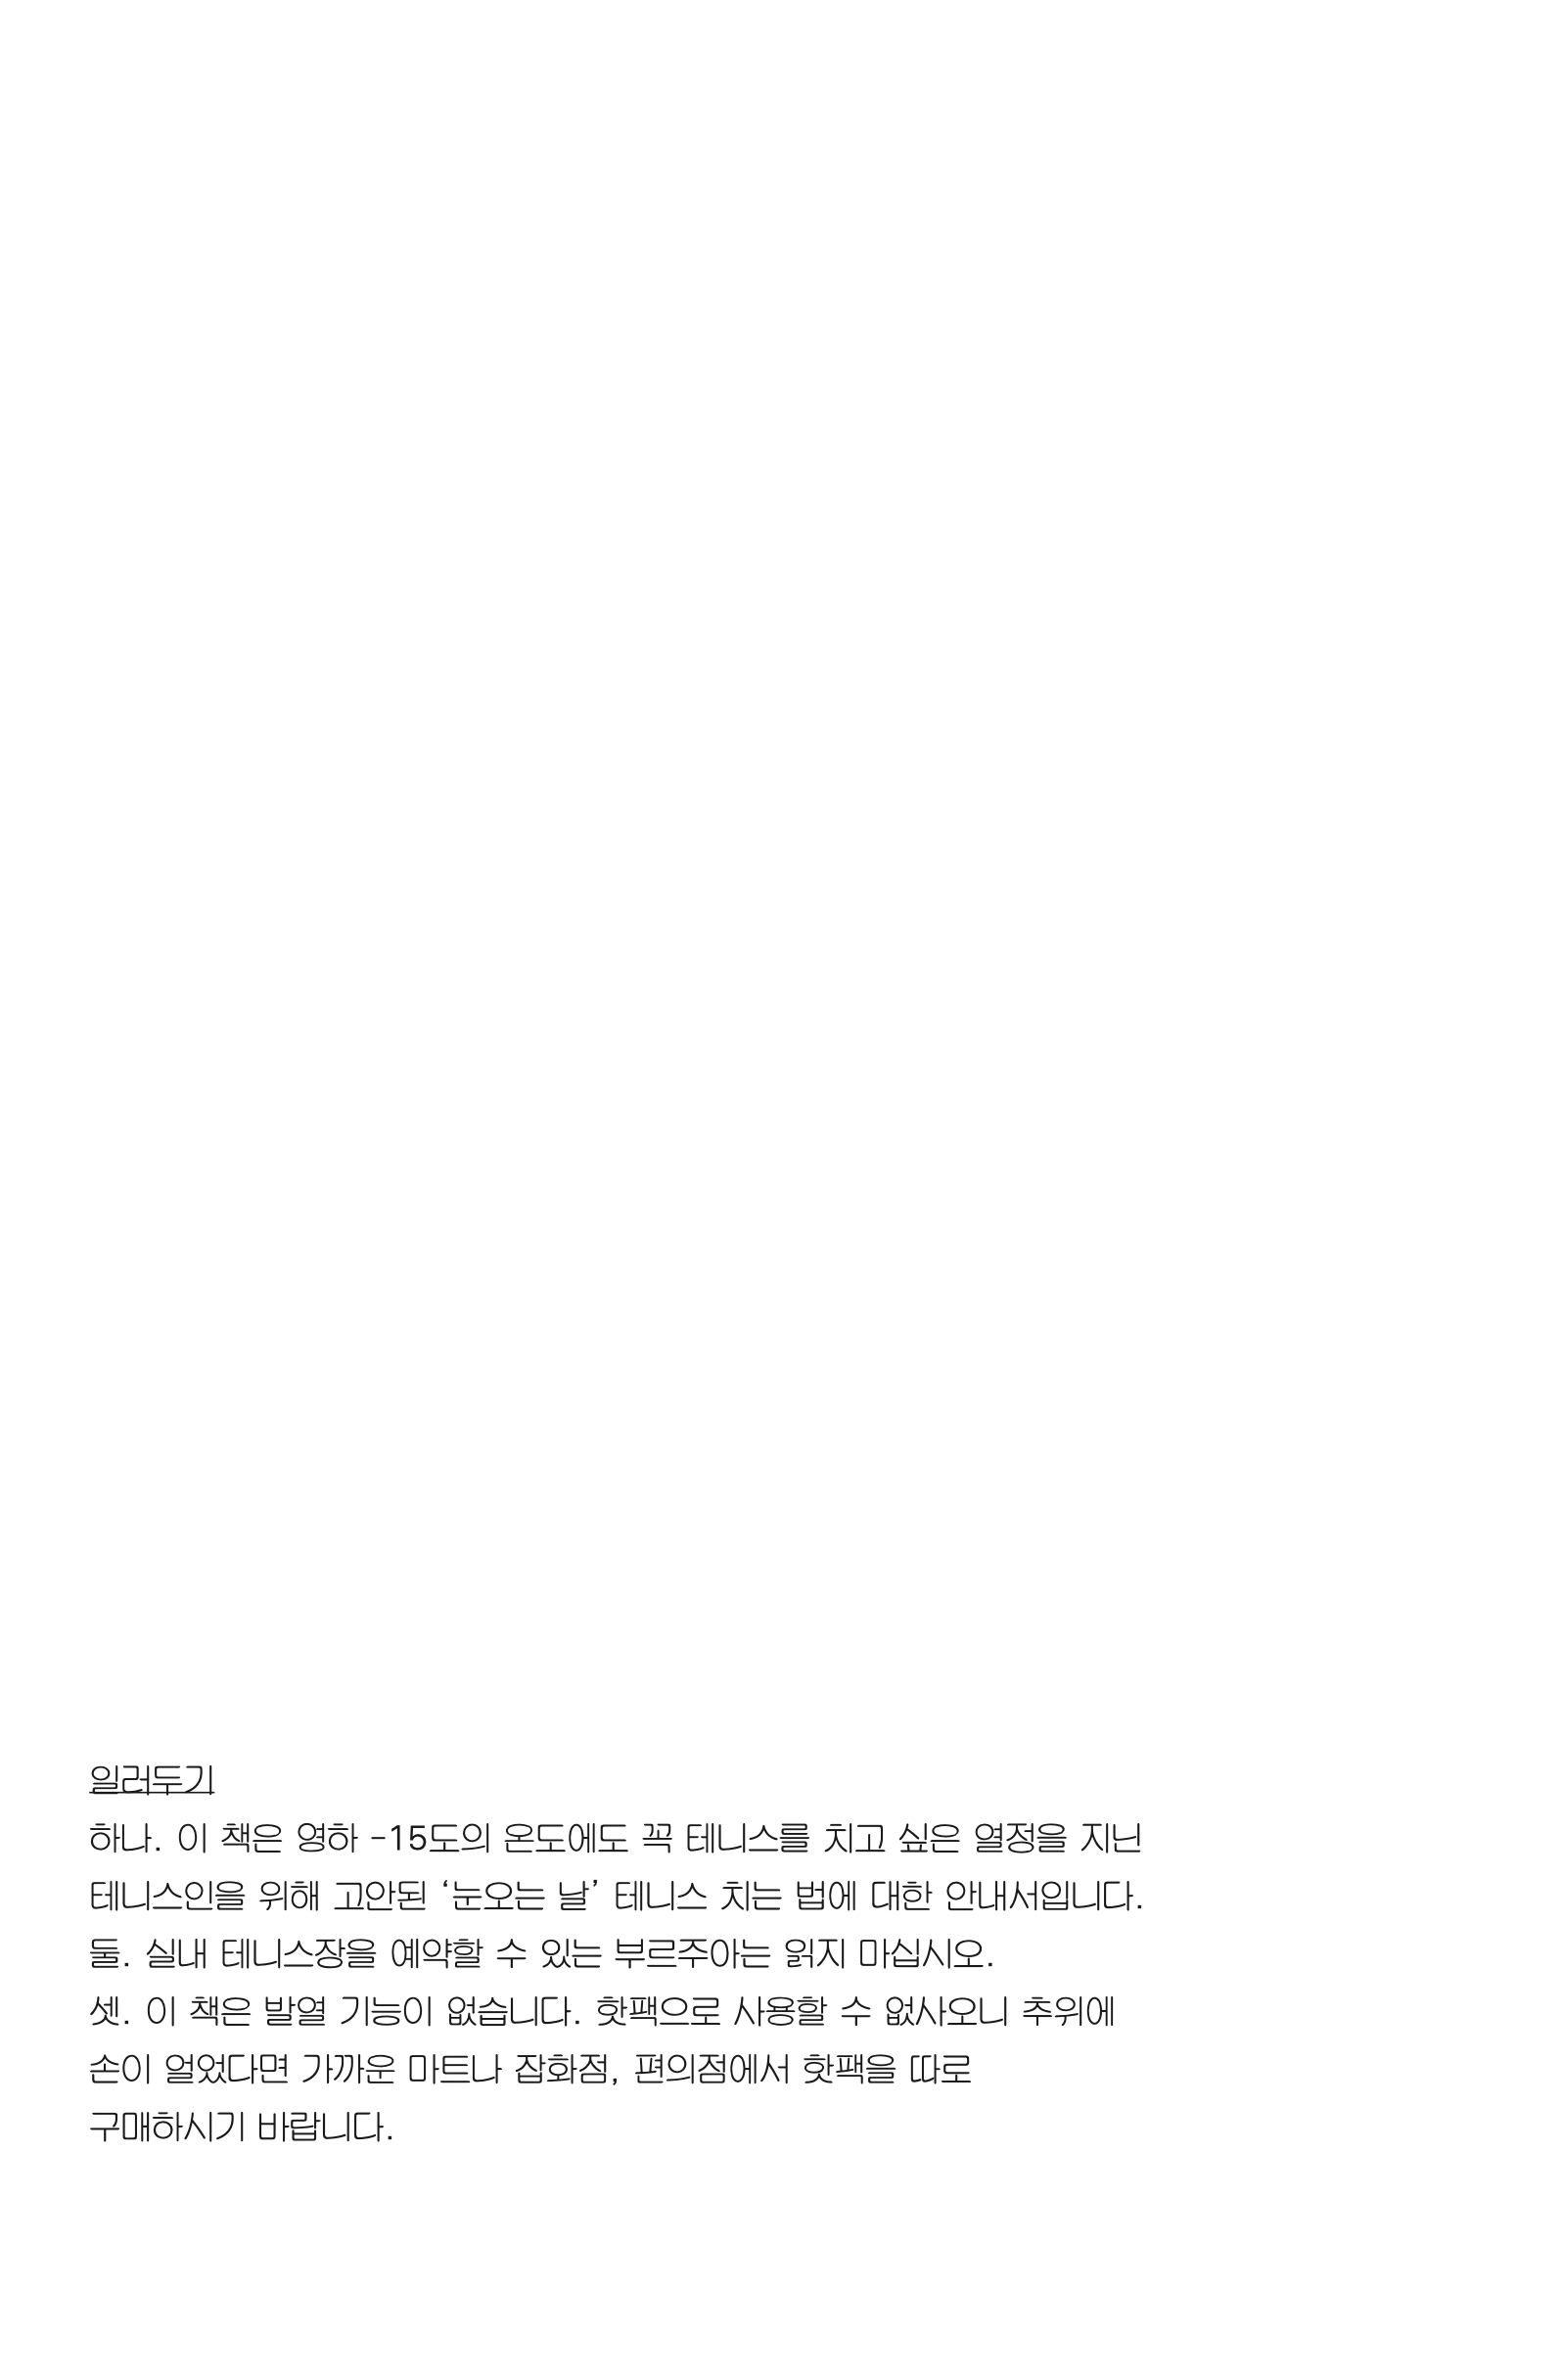 일러두기
하나. 이 책은 영하 -15도의 온도에도 꼭 테니스를 치고 싶은 열정을 지닌
테니스인을 위해 고안된 ‘눈오는 날’ 테니스 치는 법에 대한 안내서입니다.
둘. 실내 테니스장을 예약할 수 있는 부르주아는 읽지 마십시오.
셋. 이 책은 발열 기능이 없습니다. 핫팩으로 사용할 수 없사오니 추위에
손이 얼었다면 가까운 마트나 잡화점, 편의점에서 핫팩을 따로
구매하시기 바랍니다.